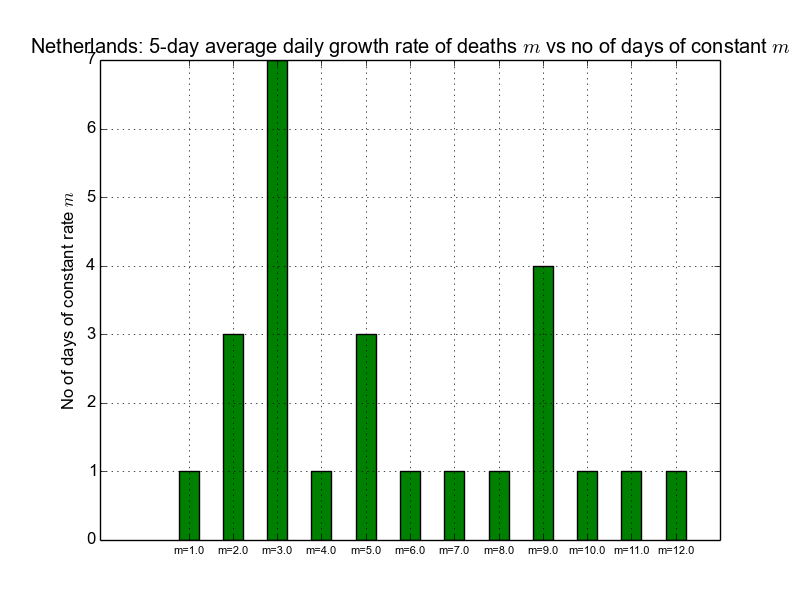 Netherlands: 5-day average daily growth rate of deaths m vs no of days of constant m
7
6
5
4
3
2
1
0
No of days of constant rate m
m=1.0 m=2.0 m=3.0 m=4.0 m=5.0 m=6.0 m=7.0 m=8.0 m=9.0 m=10.0 m=11.0 m=12.0